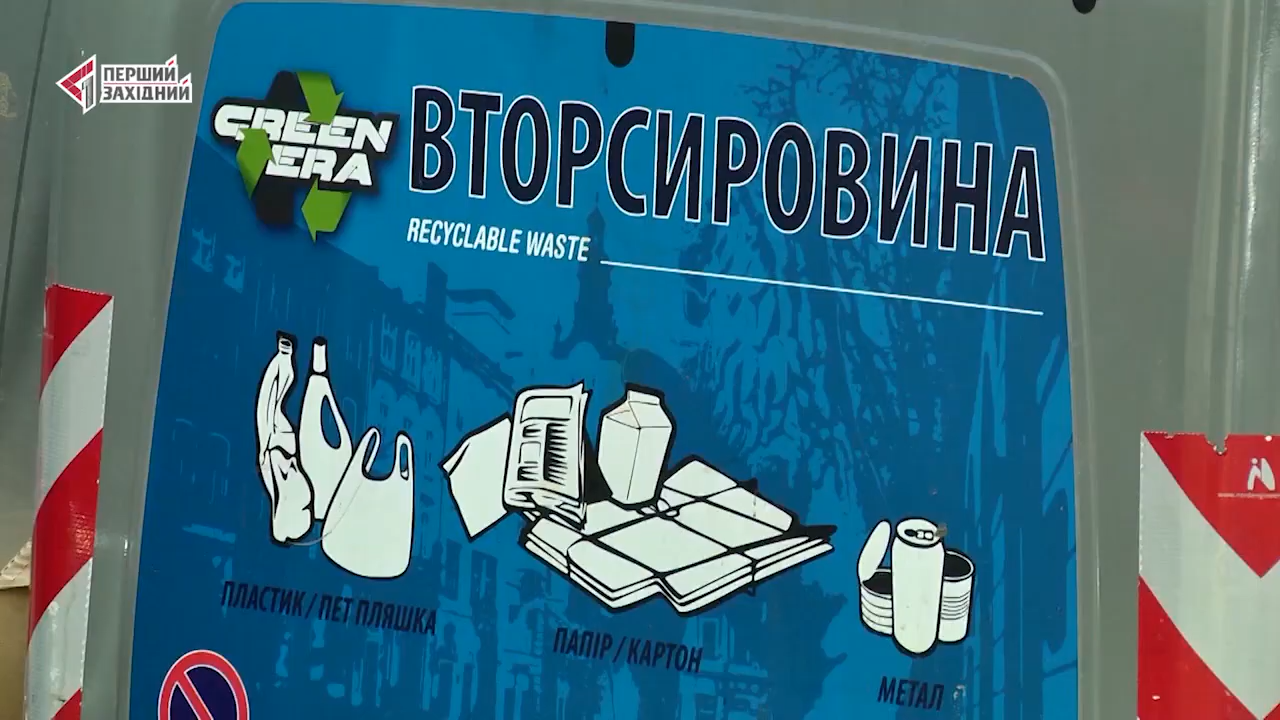 ПЕРШИЙ
ЗАХІДНИЙ
GREEN
ERA
ВТОРСИРОВИНА
RECYCLABLE WASTE
ПЛАСТИК / ПЕТ ПЛЯШКА
ПАПІР / КАРТОН
МЕТАЛ